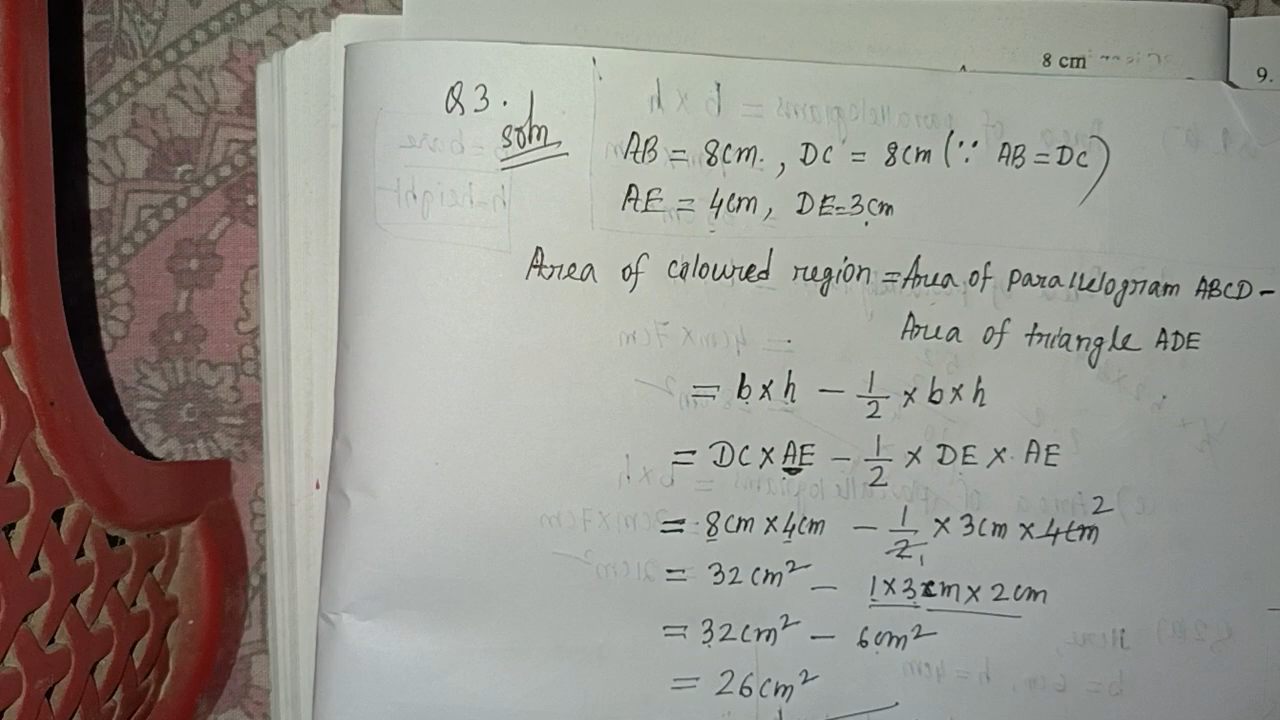 8 cm
9.
Q3.
Soln
AB = 8cm., DC = 8cm (∵ AB = DC)
AE = 4cm, DE=3cm
Area of coloured region = Area of parallelogram ABCD -
Area of triangle ADE
= b x h - 1/2 x b x h
= DC x AE - 1/2 x DE x AE
= 8cm x 4cm - 1/2 1 x 3cm x 4cm 2
= 32cm² - 1x3cm x 2cm
= 32cm² - 6cm²
= 26cm²